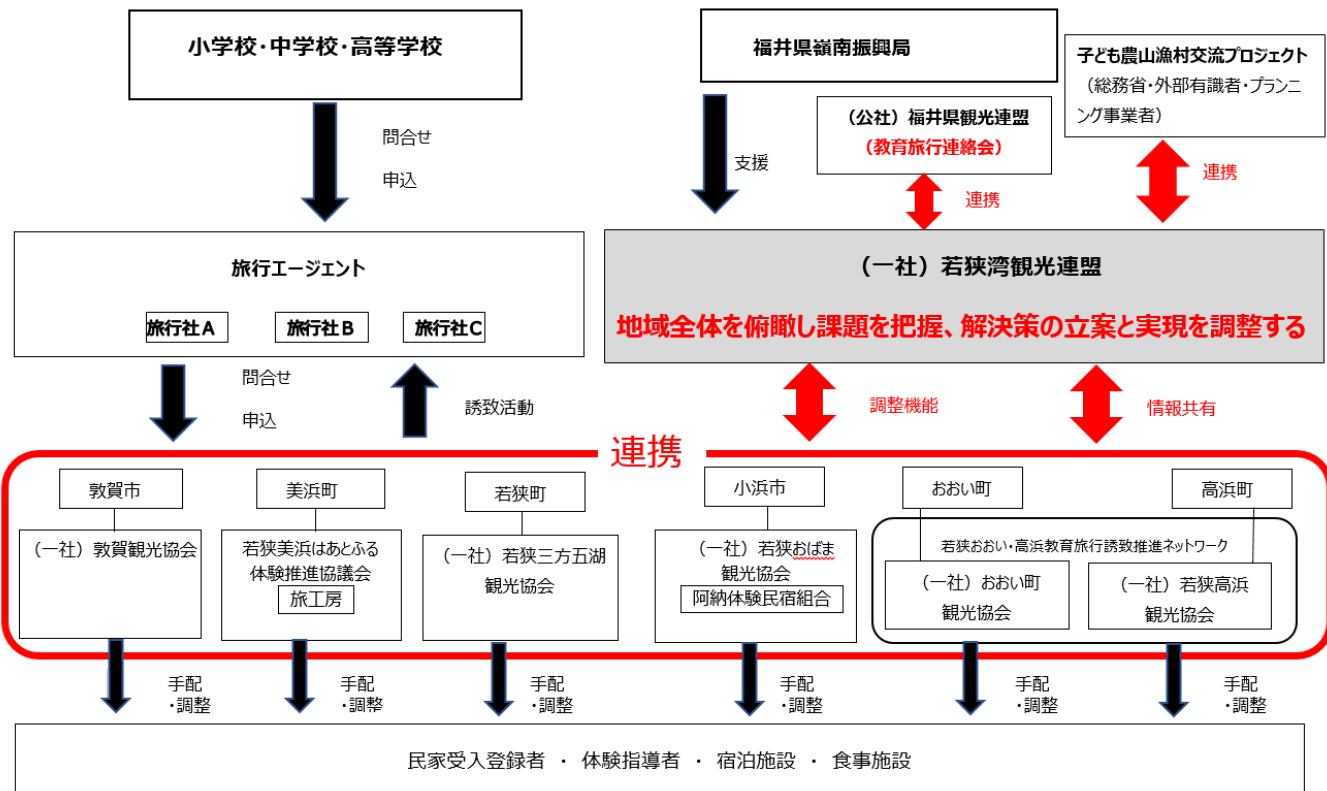 小学校・中学校・高等学校
福井県嶺南振興局
子ども農山漁村交流プロジェクト
（総務省・外部有識者・プランニ
ング事業者）
（公社）福井県観光連盟
（教育旅行連絡会）
問合せ
申込
支援
連携
連携
旅行エージェント
旅行社A
旅行社B
旅行社C
（一社）若狭湾観光連盟
地域全体を俯瞰し課題を把握、解決策の立案と実現を調整する
問合せ
申込
誘致活動
調整機能
情報共有
連携
敦賀市
美浜町
若狭町
小浜市
おおい町
高浜町
（一社）敦賀観光協会
若狭美浜はあとふる
体験推進協議会
旅工房
（一社）若狭三方五湖
観光協会
（一社）若狭おばま
観光協会
阿納体験民宿組合
若狭おおい・高浜教育旅行誘致推進ネットワーク
（一社）おおい町
観光協会
（一社）若狭高浜
観光協会
手配
・調整
手配
・調整
手配
・調整
手配
・調整
手配
・調整
手配
・調整
民家受入登録者 ・ 体験指導者 ・ 宿泊施設 ・ 食事施設